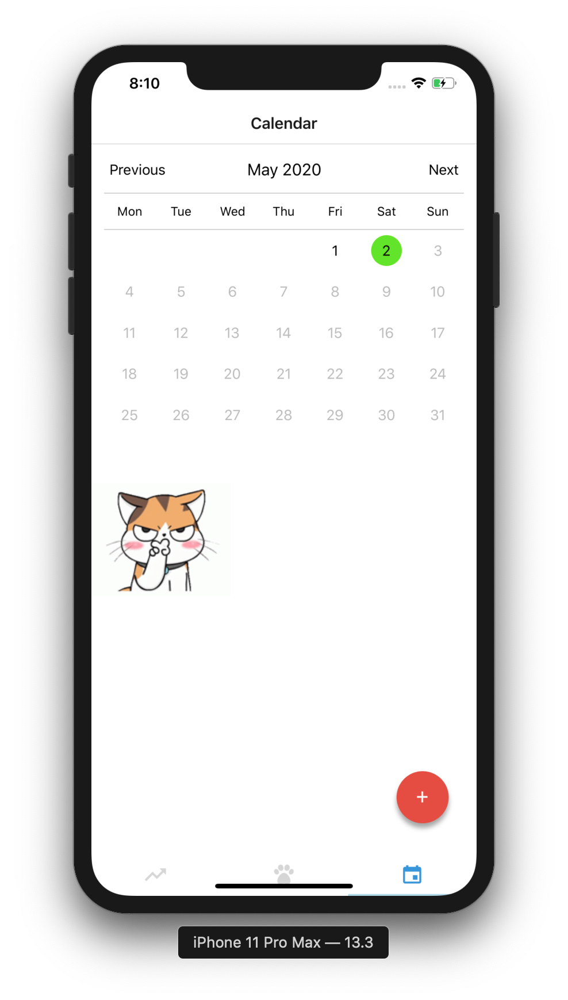 8:10
Calendar
Previous May 2020 Next
Mon Tue Wed Thu Fri Sat Sun
1 2 3
4 5 6 7 8 9 10
11 12 13 14 15 16 17
18 19 20 21 22 23 24
25 26 27 28 29 30 31
+
iPhone 11 Pro Max — 13.3